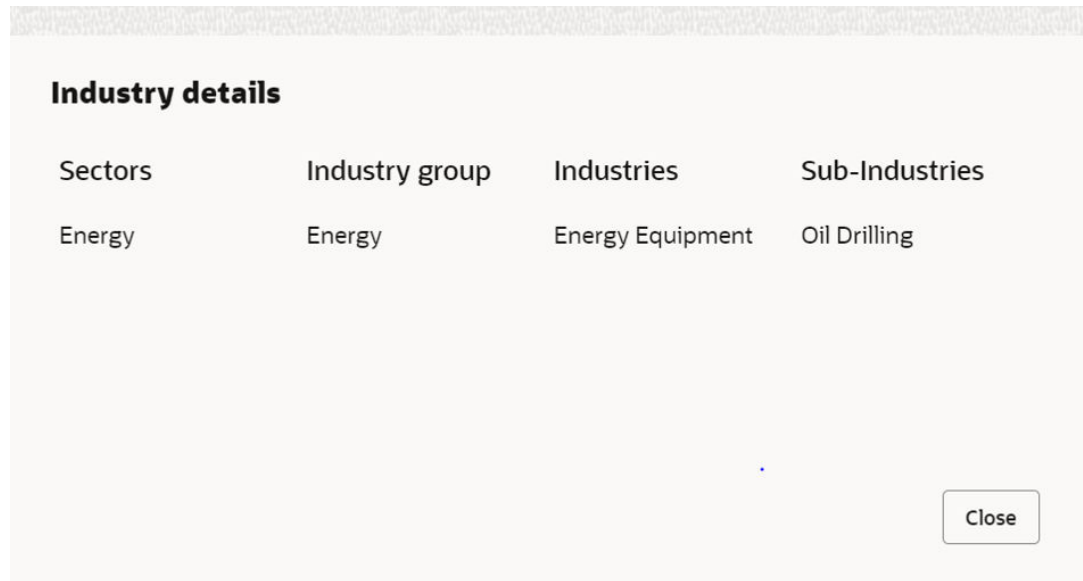 Industry details
Sectors Industry group Industries Sub-Industries
Energy Energy Energy Equipment Oil Drilling
Close